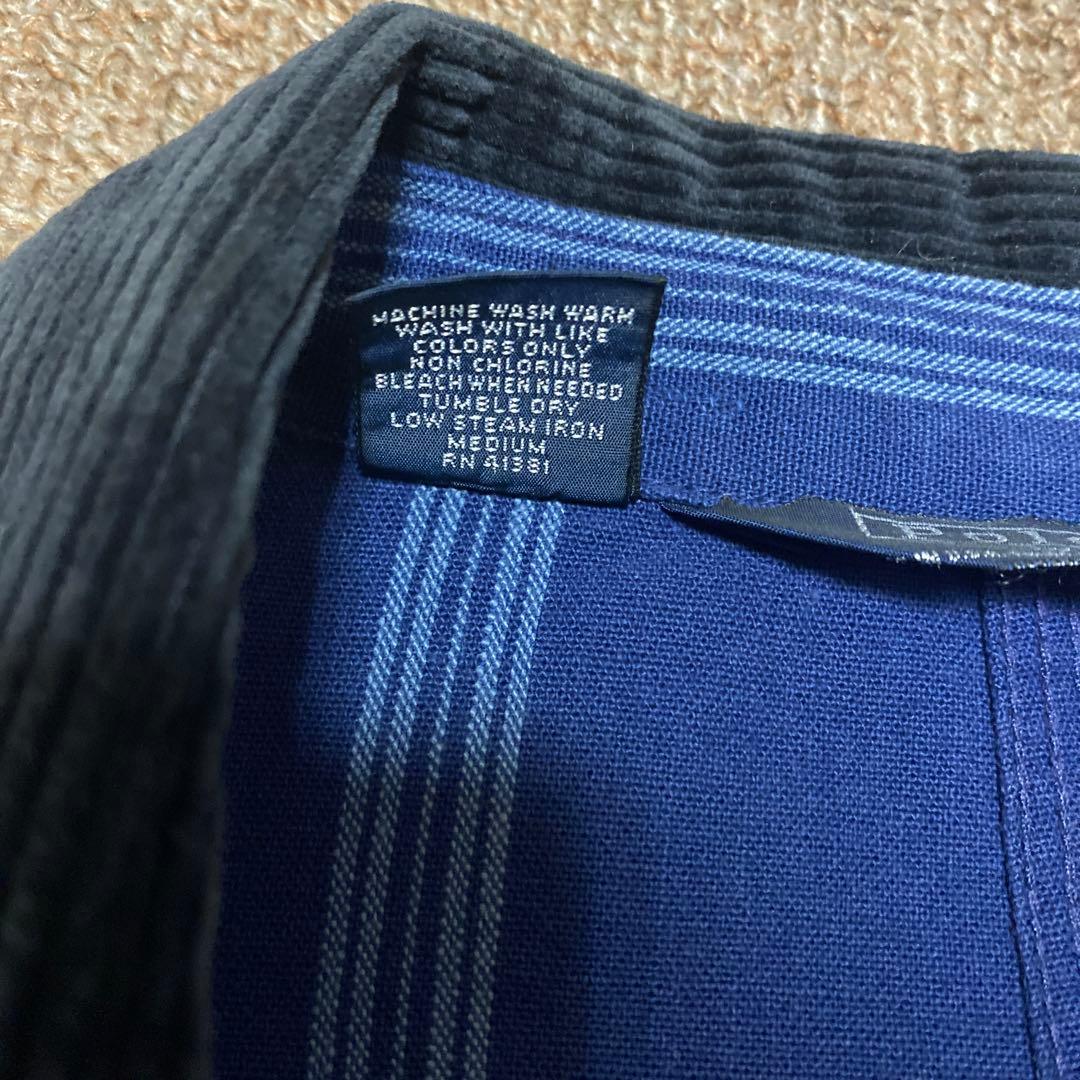 MACHINE WASH WARM
WASH WITH LIKE
COLORS ONLY
NON CHLORINE
BLEACH WHEN NEEDED
TUMBLE DRY
LOW STEAM IRON
MEDIUM
RN 41381